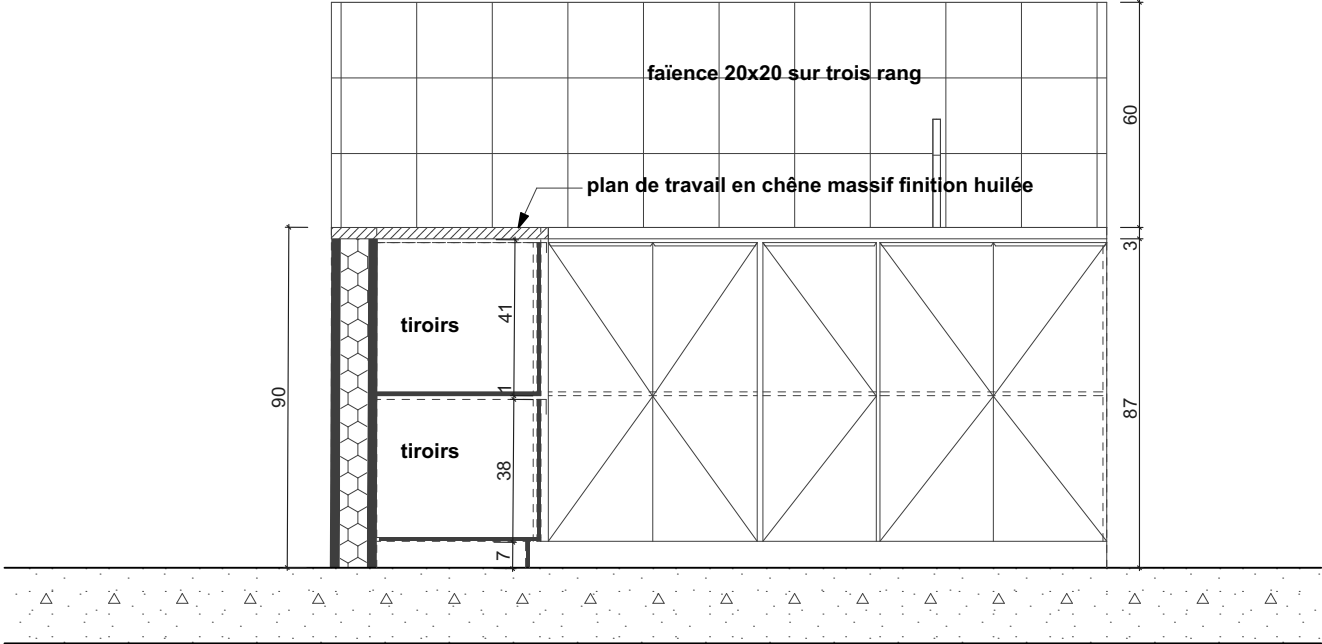 faïence 20x20 sur trois rang
60
plan de travail en chêne massif finition huilée
3
41
tiroirs
1
90
87
tiroirs
38
7